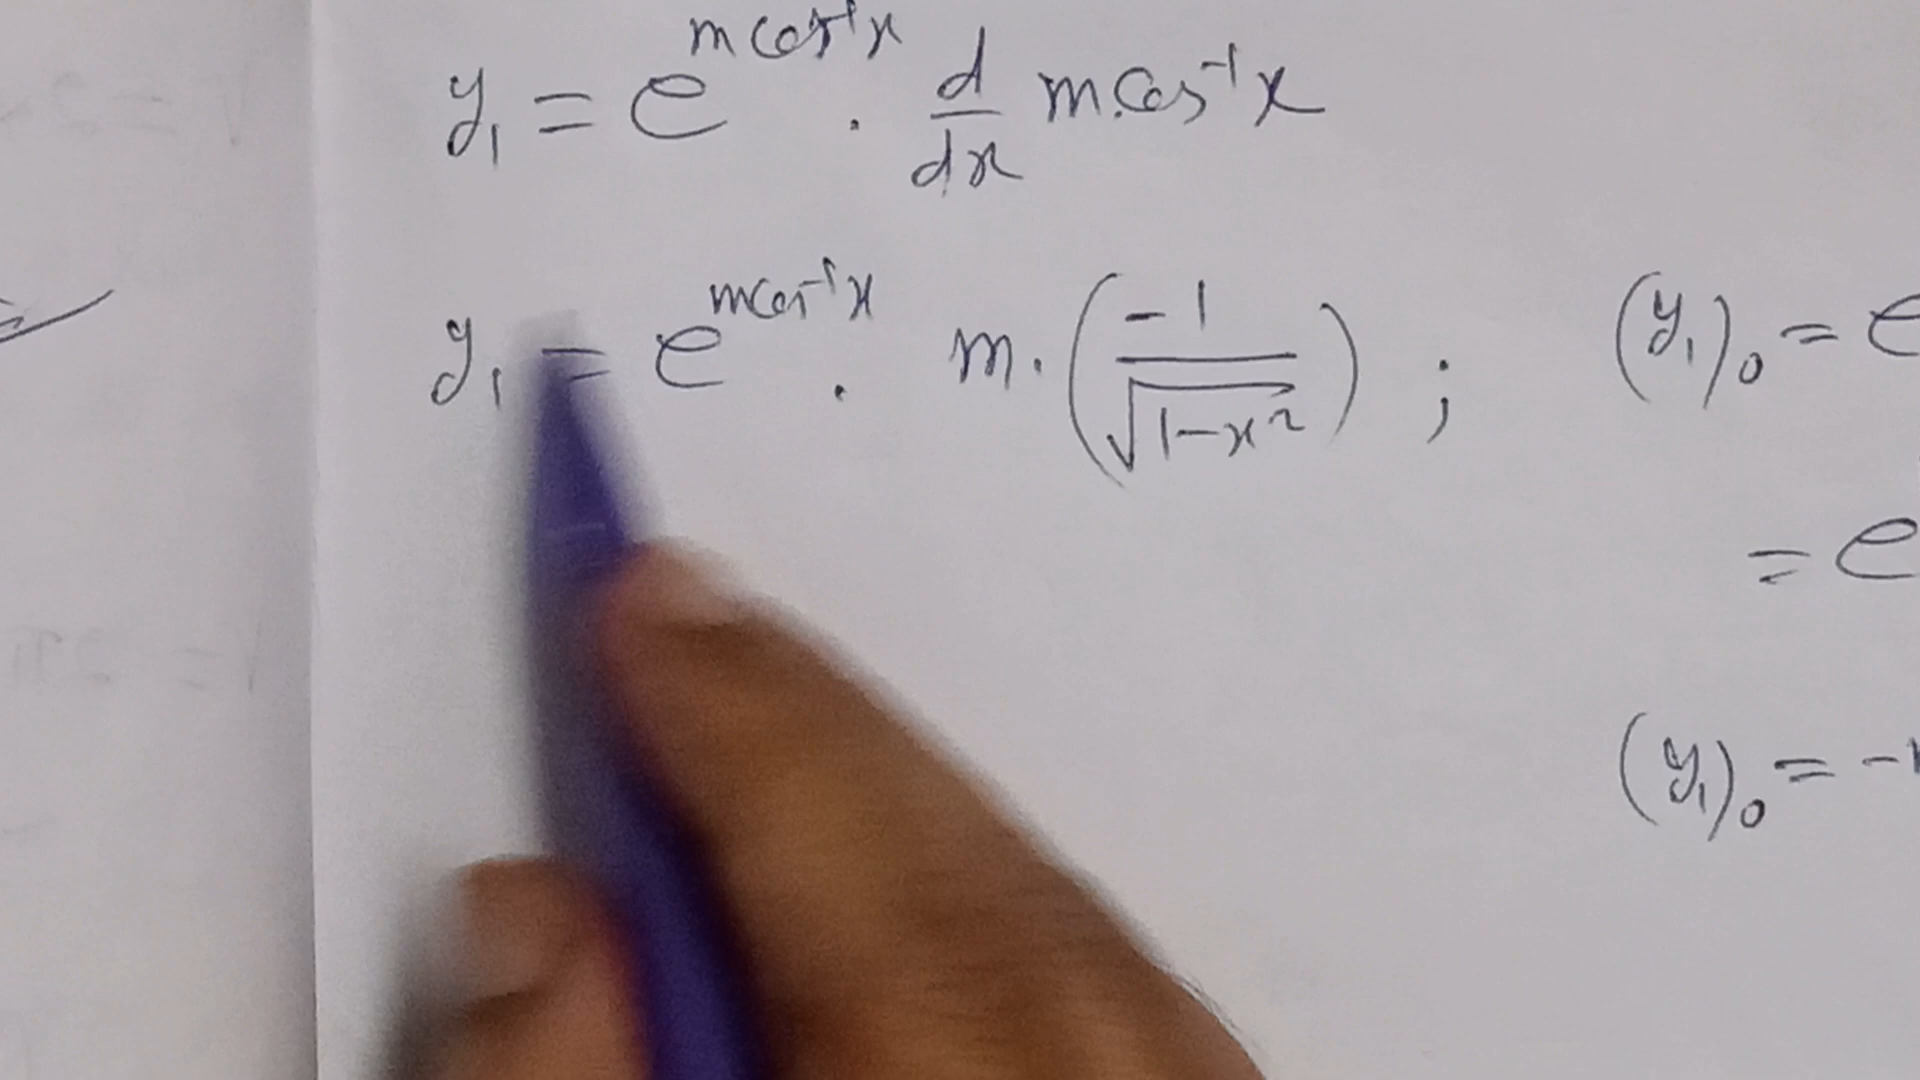 y₁ = e^(m cos⁻¹x) . d/dx m.cos⁻¹x
y₁ = e^(m cos⁻¹x) . m. (-1/√(1-x²)) ; (y₁)₀ = e
= e
(y₁)₀ = -